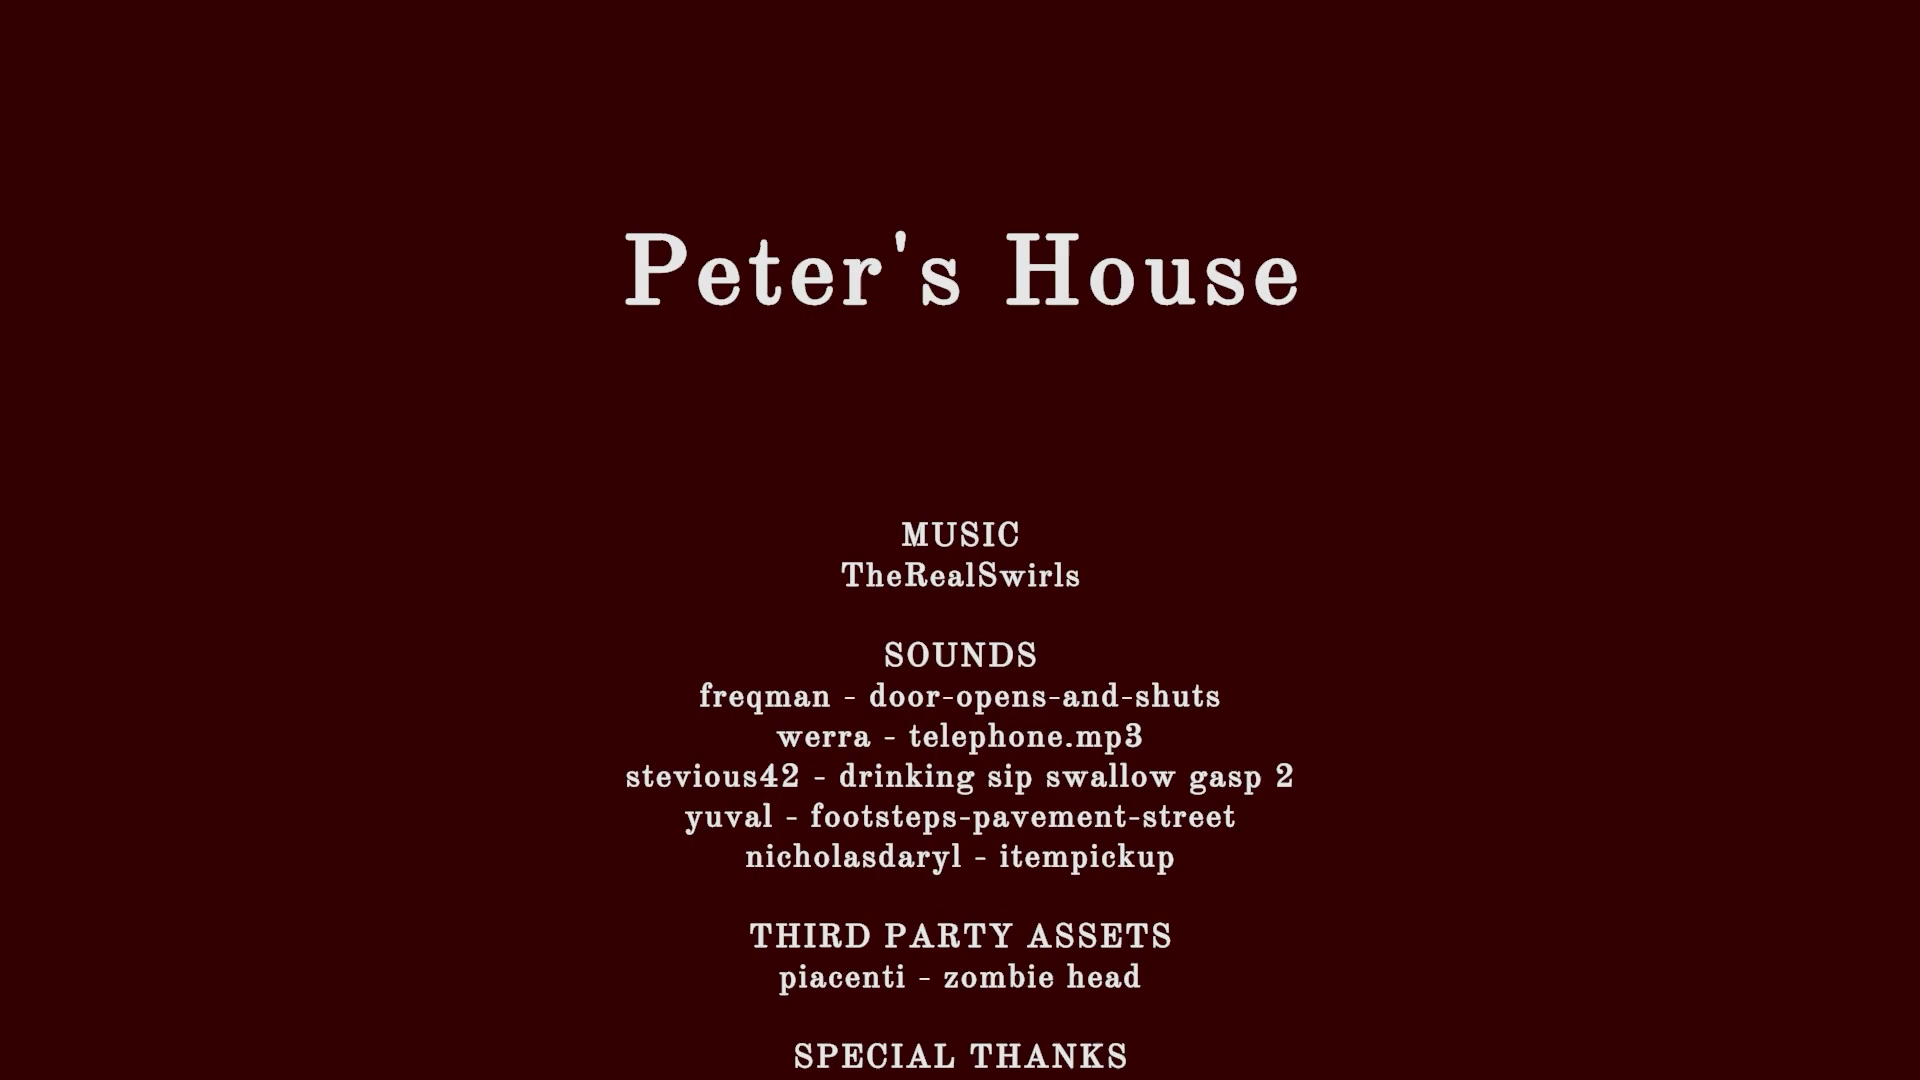 Peter's House
MUSIC
TheRealSwirls
SOUNDS
freqman - door-opens-and-shuts
werra - telephone.mp3
stevious42 - drinking sip swallow gasp 2
yuval - footsteps-pavement-street
nicholasdaryl - itempickup
THIRD PARTY ASSETS
piacenti - zombie head
SPECIAL THANKS